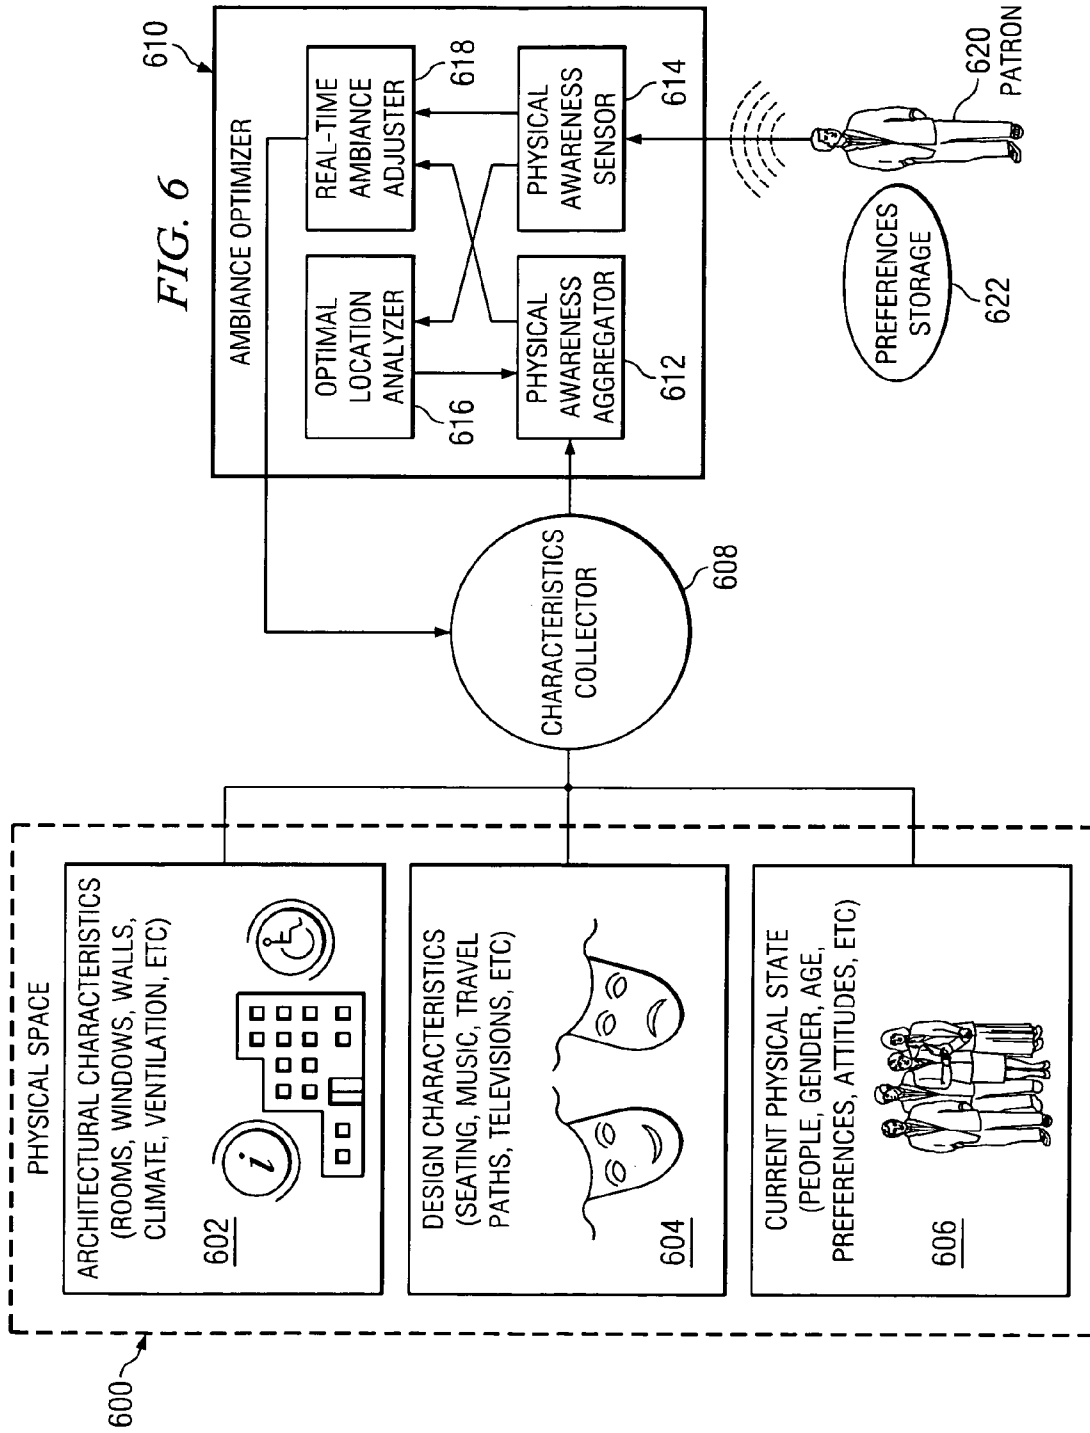 FIG. 6
600
PHYSICAL SPACE
ARCHITECTURAL CHARACTERISTICS
(ROOMS, WINDOWS, WALLS,
CLIMATE, VENTILATION, ETC)
602
i
DESIGN CHARACTERISTICS
(SEATING, MUSIC, TRAVEL
PATHS, TELEVISIONS, ETC)
604
CURRENT PHYSICAL STATE
(PEOPLE, GENDER, AGE,
PREFERENCES, ATTITUDES, ETC)
606
CHARACTERISTICS
COLLECTOR
608
610
AMBIANCE OPTIMIZER
OPTIMAL
LOCATION
ANALYZER
616
REAL-TIME
AMBIANCE
ADJUSTER
618
PHYSICAL
AWARENESS
AGGREGATOR
612
PHYSICAL
AWARENESS
SENSOR
614
PREFERENCES
STORAGE
622
620
PATRON